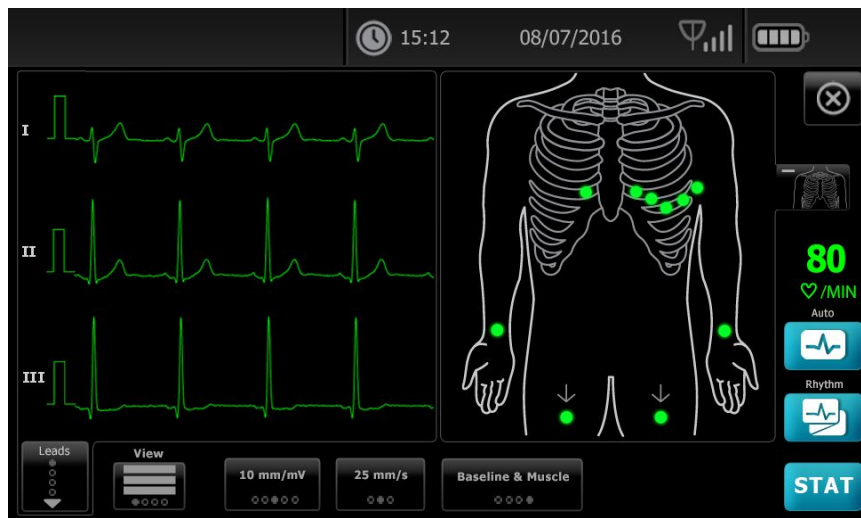 15:12 08/07/2016
I
II
III
80
/MIN
Auto
Rhythm
Leads
View
10 mm/mV
25 mm/s
Baseline & Muscle
STAT